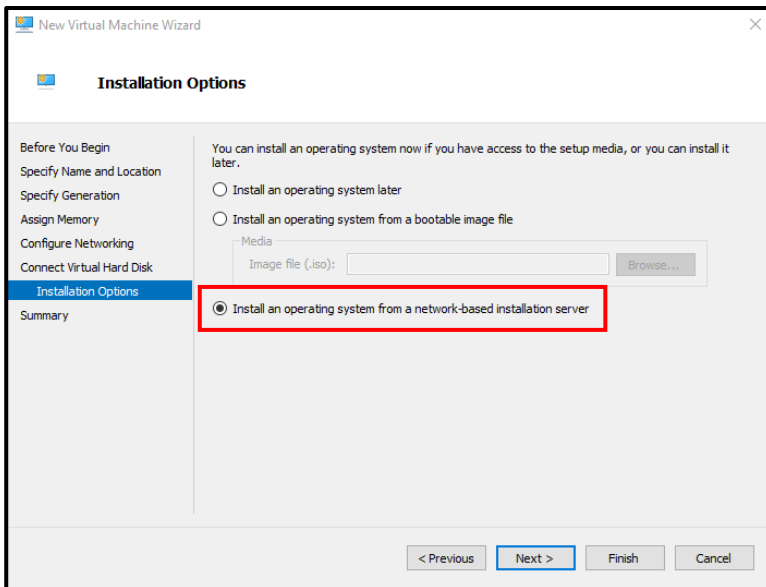 New Virtual Machine Wizard
Installation Options
Before You Begin
Specify Name and Location
Specify Generation
Assign Memory
Configure Networking
Connect Virtual Hard Disk
Installation Options
Summary
You can install an operating system now if you have access to the setup media, or you can install it
later.
Install an operating system later
Install an operating system from a bootable image file
Media
Image file (.iso):
Browse...
Install an operating system from a network-based installation server
< Previous
Next >
Finish
Cancel